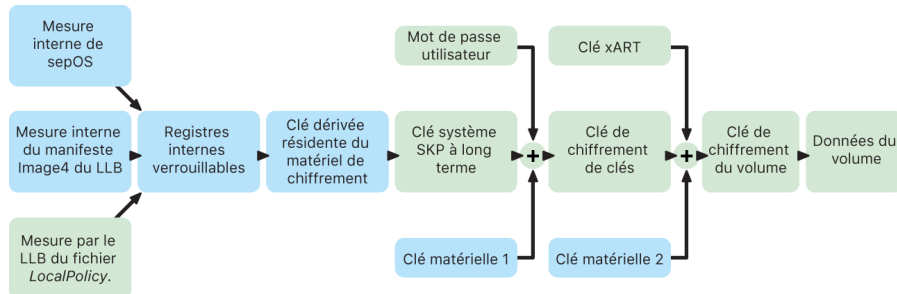 Mesure
interne de
sepOS
Mot de passe
utilisateur
Clé xART
Mesure interne
du manifeste
Image4 du LLB
Registres
internes
verrouillables
Clé dérivée
résidente du
matériel de
chiffrement
Clé système
SKP à long
terme
+
Clé de
chiffrement
de clés
+
Clé de
chiffrement
du volume
Données du
volume
Mesure par le
LLB du fichier
LocalPolicy.
Clé matérielle 1
Clé matérielle 2